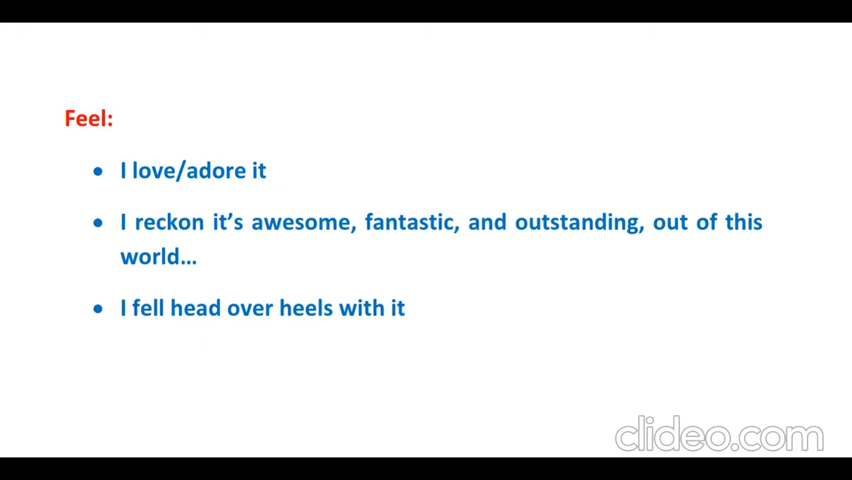 Feel:
• I love/adore it
• I reckon it’s awesome, fantastic, and outstanding, out of this
world…
• I fell head over heels with it
clideo.com